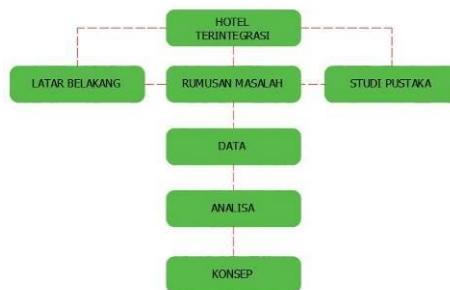 HOTEL
TERINTEGRASI
LATAR BELAKANG
RUMUSAN MASALAH
STUDI PUSTAKA
DATA
ANALISA
KONSEP